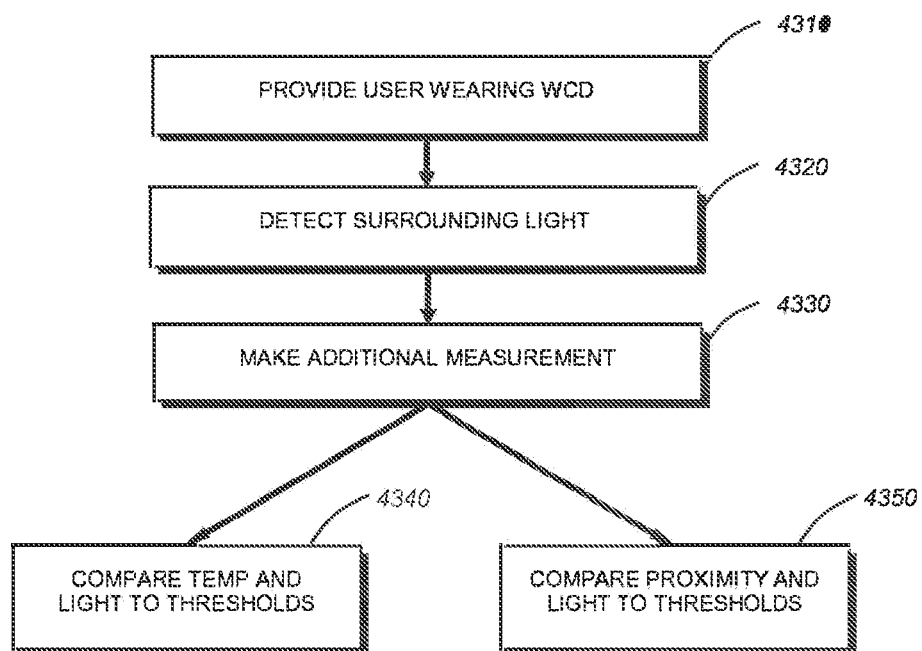 4310
PROVIDE USER WEARING WCD
4320
DETECT SURROUNDING LIGHT
4330
MAKE ADDITIONAL MEASUREMENT
4340
4350
COMPARE TEMP AND
LIGHT TO THRESHOLDS
COMPARE PROXIMITY AND
LIGHT TO THRESHOLDS